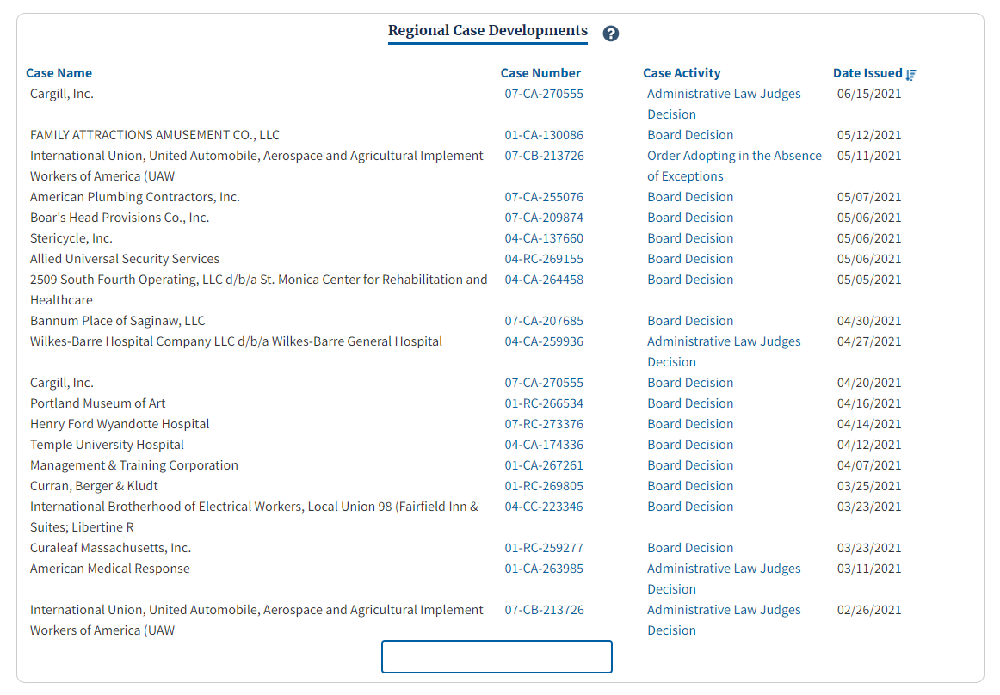 Regional Case Developments ?
Case Name Case Number Case Activity Date Issued
Cargill, Inc. 07-CA-270555 Administrative Law Judges 06/15/2021
Decision
FAMILY ATTRACTIONS AMUSEMENT CO., LLC 01-CA-130086 Board Decision 05/12/2021
International Union, United Automobile, Aerospace and Agricultural Implement 07-CB-213726 Order Adopting in the Absence 05/11/2021
Workers of America (UAW of Exceptions
American Plumbing Contractors, Inc. 07-CA-255076 Board Decision 05/07/2021
Boar's Head Provisions Co., Inc. 07-CA-209874 Board Decision 05/06/2021
Stericycle, Inc. 04-CA-137660 Board Decision 05/06/2021
Allied Universal Security Services 04-RC-269155 Board Decision 05/06/2021
2509 South Fourth Operating, LLC d/b/a St. Monica Center for Rehabilitation and 04-CA-264458 Board Decision 05/05/2021
Healthcare
Bannum Place of Saginaw, LLC 07-CA-207685 Board Decision 04/30/2021
Wilkes-Barre Hospital Company LLC d/b/a Wilkes-Barre General Hospital 04-CA-259936 Administrative Law Judges 04/27/2021
Decision
Cargill, Inc. 07-CA-270555 Board Decision 04/20/2021
Portland Museum of Art 01-RC-266534 Board Decision 04/16/2021
Henry Ford Wyandotte Hospital 07-RC-273376 Board Decision 04/14/2021
Temple University Hospital 04-CA-174336 Board Decision 04/12/2021
Management & Training Corporation 01-CA-267261 Board Decision 04/07/2021
Curran, Berger & Kludt 01-RC-269805 Board Decision 03/25/2021
International Brotherhood of Electrical Workers, Local Union 98 (Fairfield Inn & 04-CC-223346 Board Decision 03/23/2021
Suites; Libertine R
Curaleaf Massachusetts, Inc. 01-RC-259277 Board Decision 03/23/2021
American Medical Response 01-CA-263985 Administrative Law Judges 03/11/2021
Decision
International Union, United Automobile, Aerospace and Agricultural Implement 07-CB-213726 Administrative Law Judges 02/26/2021
Workers of America (UAW Decision